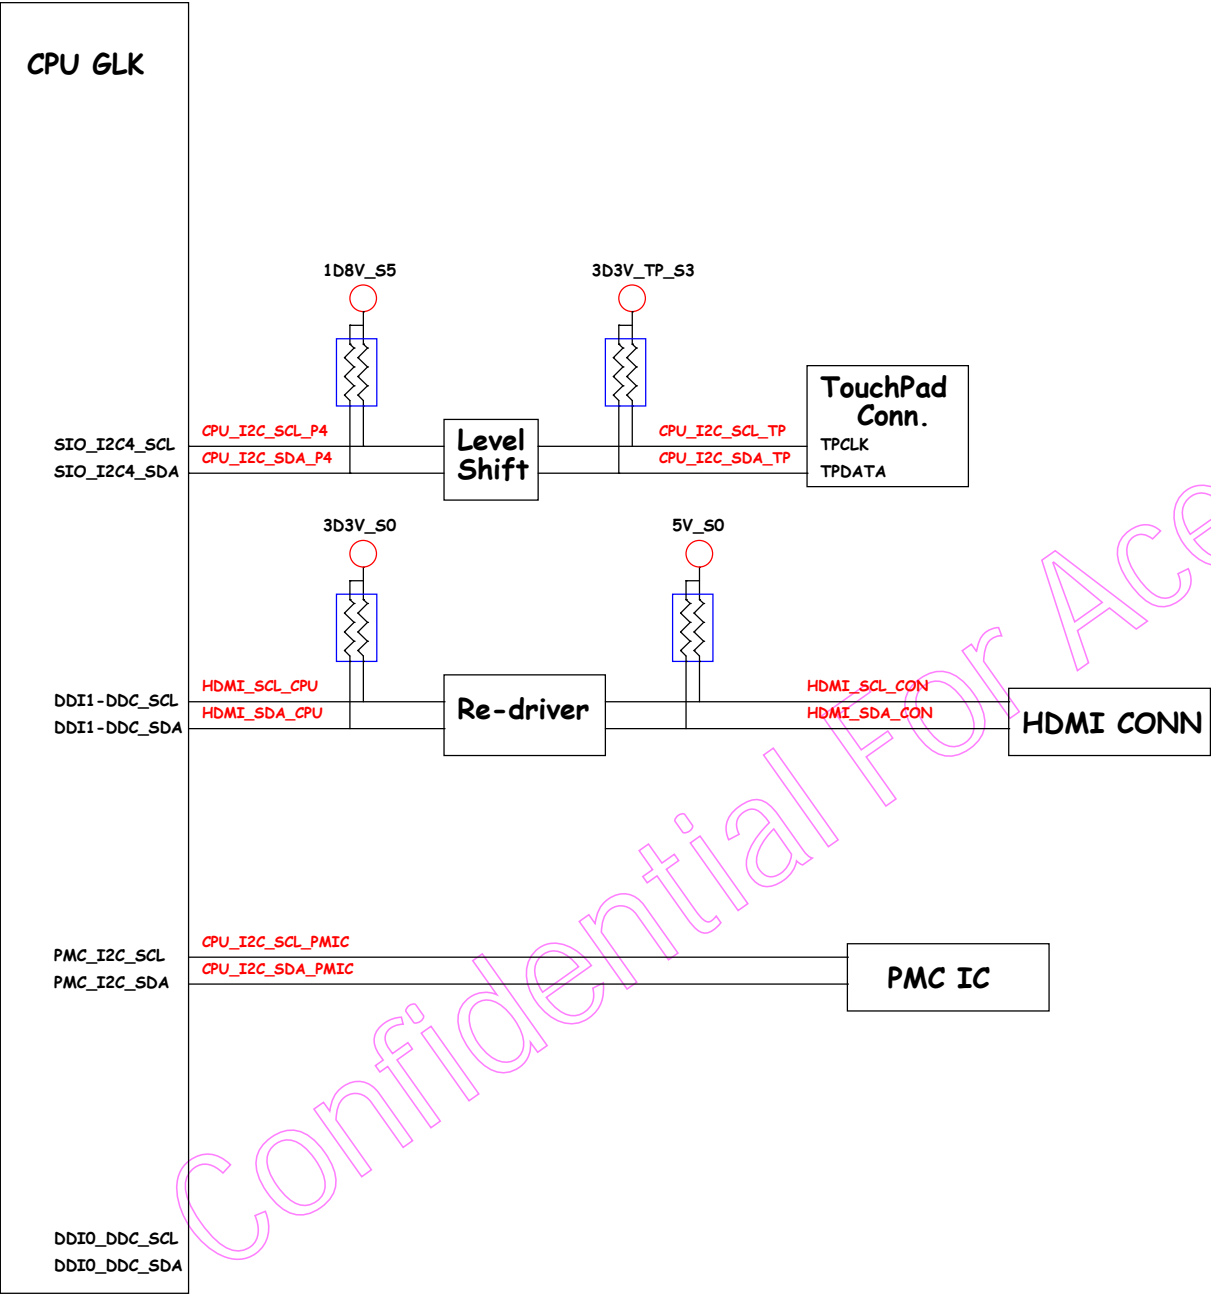 CPU GLK
1D8V_S5
3D3V_TP_S3
TouchPad
Conn.
CPU_I2C_SCL_P4
CPU_I2C_SCL_TP
SIO_I2C4_SCL
Level
TPCLK
CPU_I2C_SDA_P4
CPU_I2C_SDA_TP
SIO_I2C4_SDA
Shift
TPDATA
3D3V_S0
5V_S0
HDMI_SCL_CPU
HDMI_SCL_CON
DDI1-DDC_SCL
Re-driver
HDMI_SDA_CPU
HDMI_SDA_CON
DDI1-DDC_SDA
HDMI CONN
CPU_I2C_SCL_PMIC
PMC_I2C_SCL
CPU_I2C_SDA_PMIC
PMC_I2C_SDA
PMC IC
DDI0_DDC_SCL
DDI0_DDC_SDA
Confidential For Ace